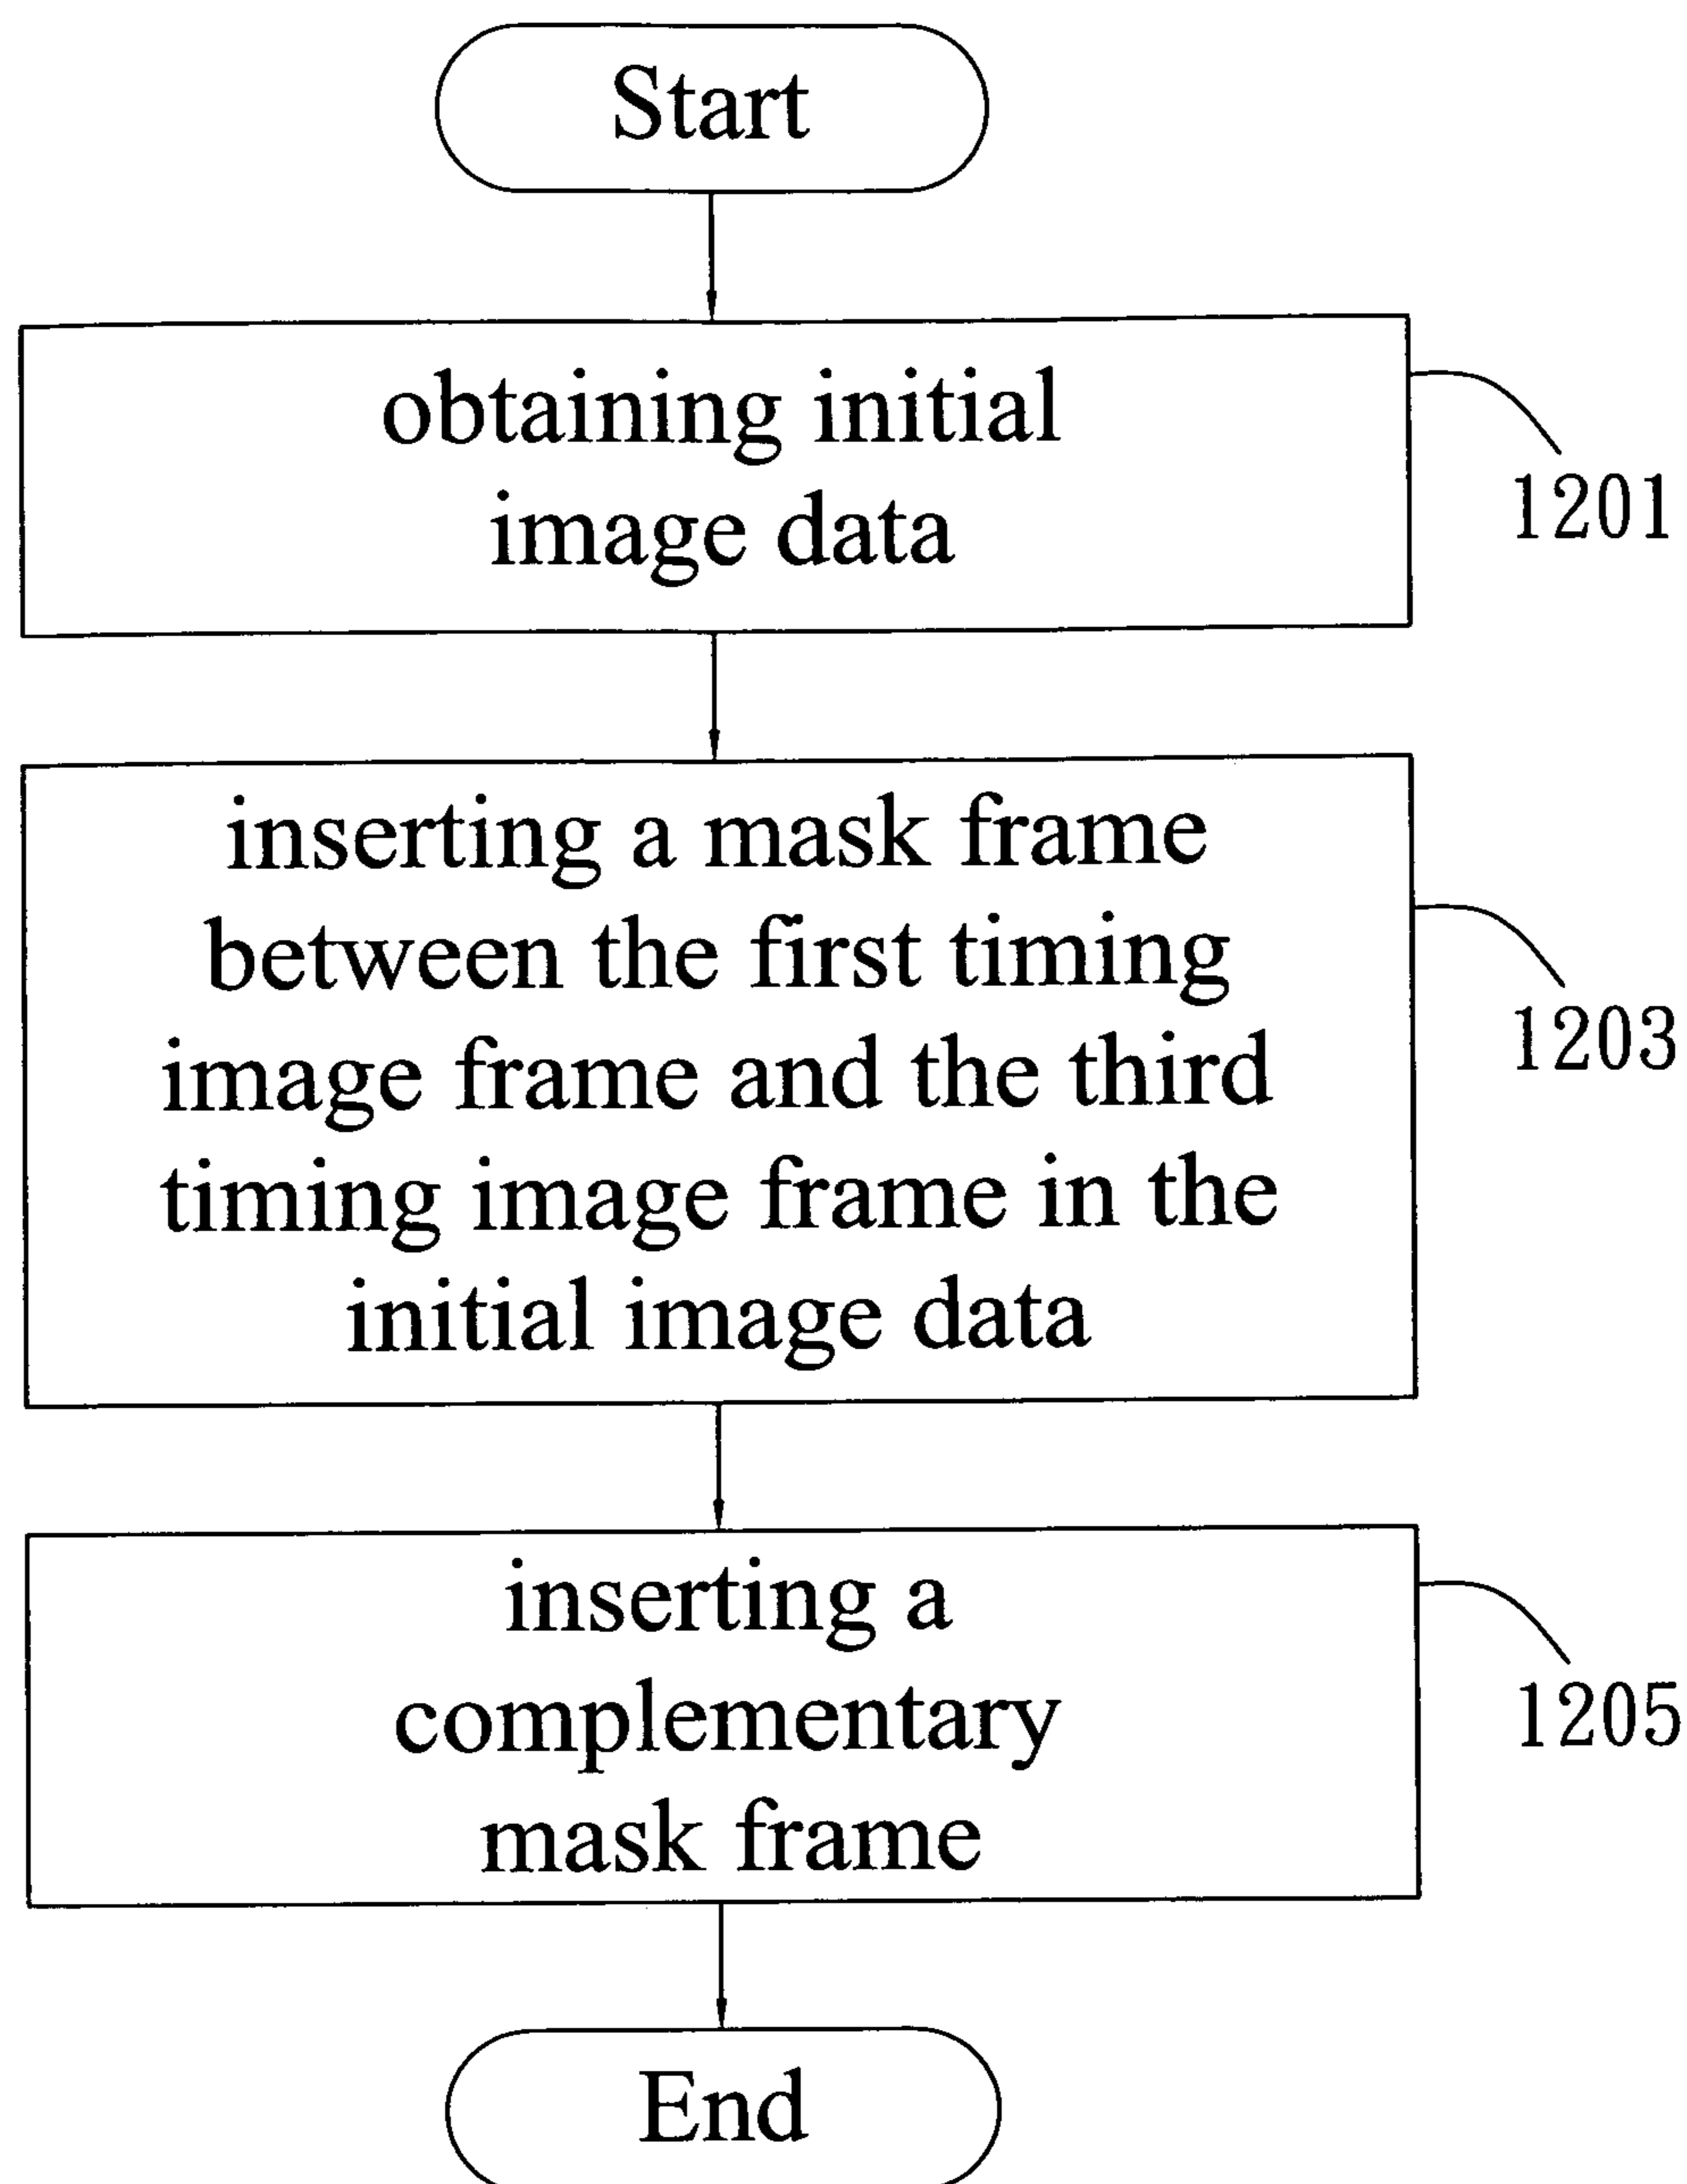 Start
obtaining initial
image data
1201
inserting a mask frame
between the first timing
image frame and the third
timing image frame in the
initial image data
1203
inserting a
complementary
mask frame
1205
End